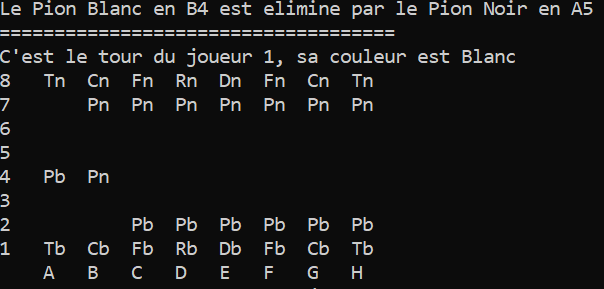 Le Pion Blanc en B4 est elimine par le Pion Noir en A5
====================================
C'est le tour du joueur 1, sa couleur est Blanc
8 Tn Cn Fn Rn Dn Fn Cn Tn
7 Pn Pn Pn Pn Pn Pn Pn
6
5
4 Pb Pn
3
2 Pb Pb Pb Pb Pb Pb
1 Tb Cb Fb Rb Db Fb Cb Tb
A B C D E F G H